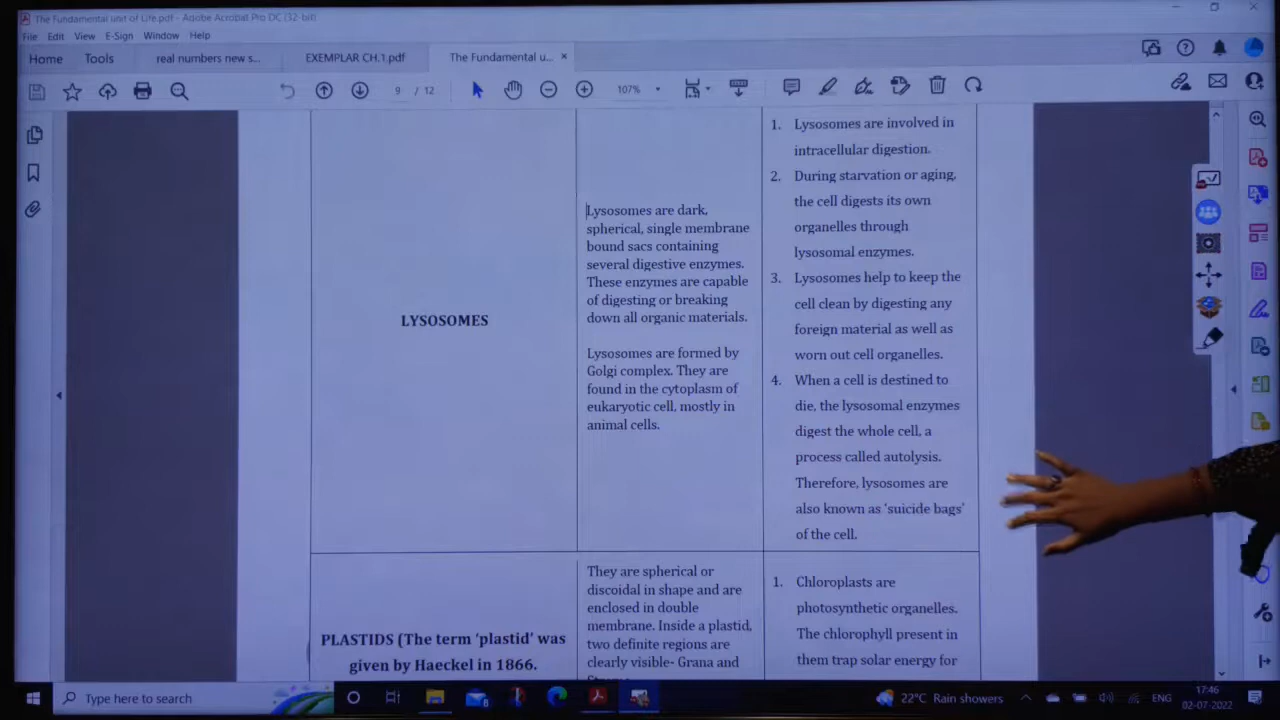 The Fundamental unit of Life.pdf - Adobe Acrobat Pro DC (32-bit)
File Edit View E-Sign Window Help
Home Tools real numbers new s... EXEMPLAR CH.1.pdf The Fundamental u... ×
9 / 12 107%
LYSOSOMES
Lysosomes are dark,
spherical, single membrane
bound sacs containing
several digestive enzymes.
These enzymes are capable
of digesting or breaking
down all organic materials.
Lysosomes are formed by
Golgi complex. They are
found in the cytoplasm of
eukaryotic cell, mostly in
animal cells.
1. Lysosomes are involved in
intracellular digestion.
2. During starvation or aging,
the cell digests its own
organelles through
lysosomal enzymes.
3. Lysosomes help to keep the
cell clean by digesting any
foreign material as well as
worn out cell organelles.
4. When a cell is destined to
die, the lysosomal enzymes
digest the whole cell, a
process called autolysis.
Therefore, lysosomes are
also known as 'suicide bags'
of the cell.
PLASTIDS (The term 'plastid' was
given by Haeckel in 1866.
They are spherical or
discoidal in shape and are
enclosed in double
membrane. Inside a plastid,
two definite regions are
clearly visible- Grana and
1. Chloroplasts are
photosynthetic organelles.
The chlorophyll present in
them trap solar energy for
Type here to search
22°C Rain showers
ENG
17:46
02-07-2022